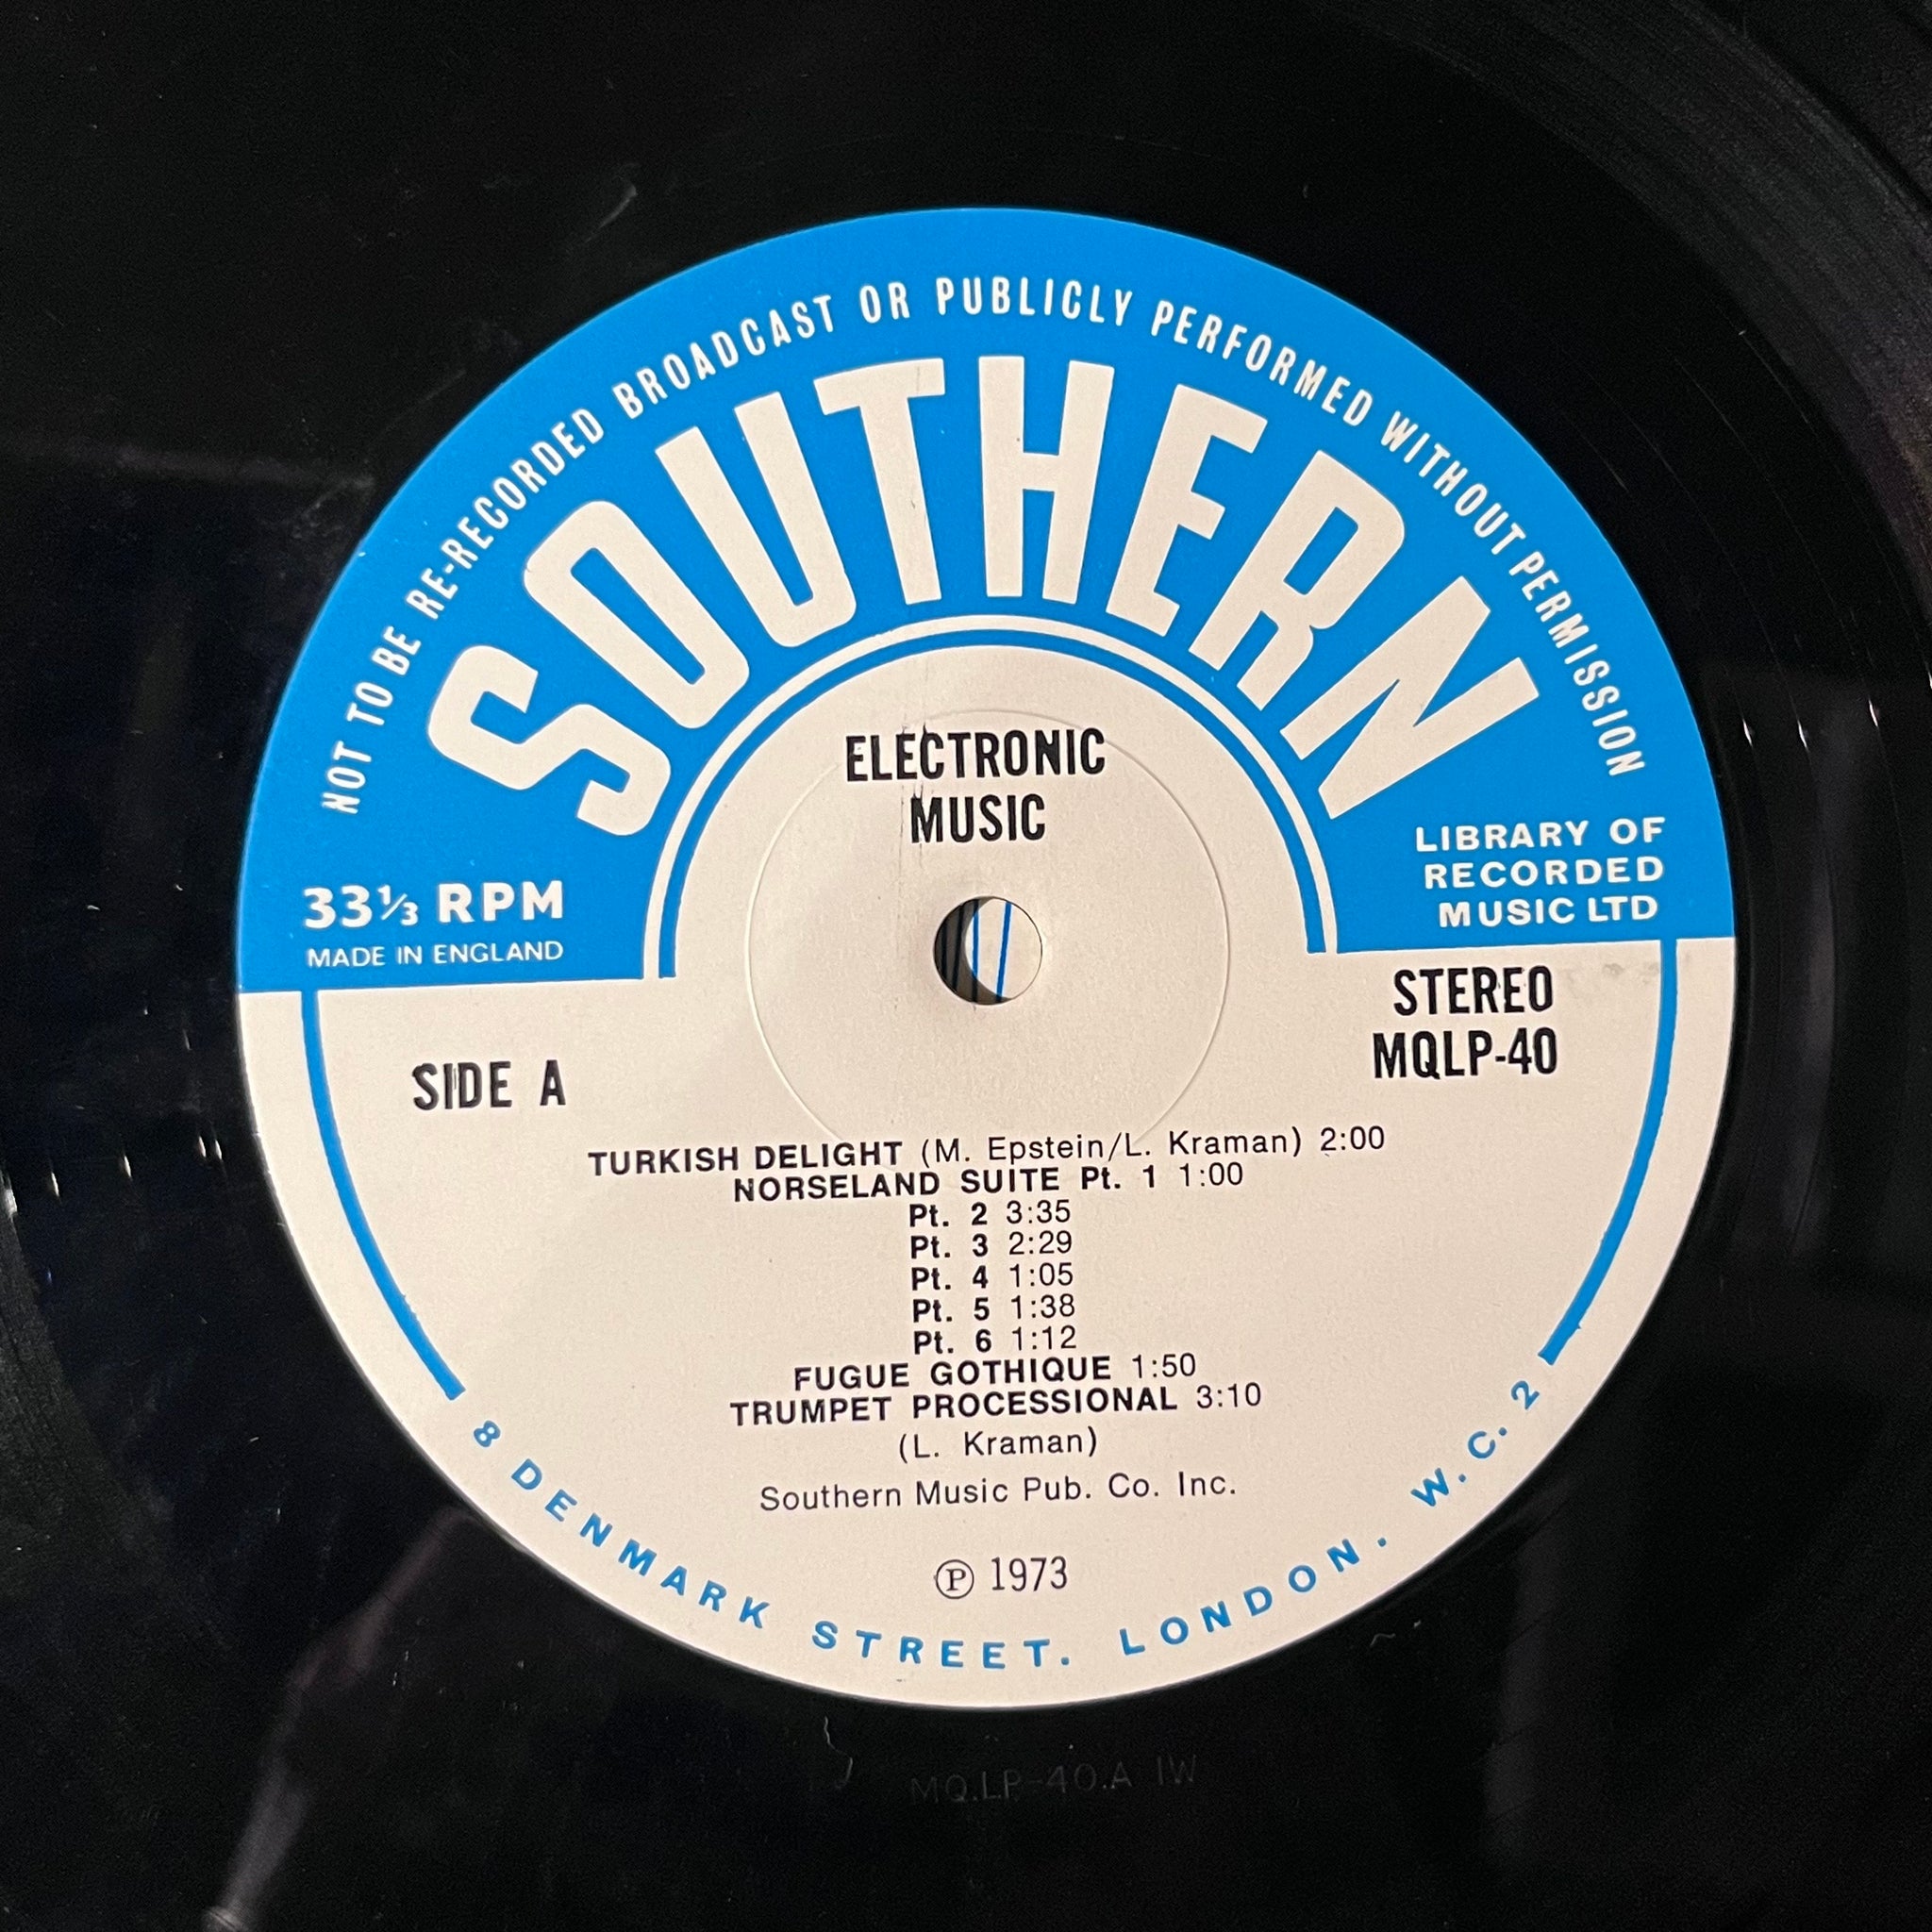 NOT TO BE RE-RECORDED BROADCAST OR PUBLICLY PERFORMED WITHOUT PERMISSION
SOUTHERN
ELECTRONIC
MUSIC
LIBRARY OF
RECORDED
MUSIC LTD
33⅓ RPM
MADE IN ENGLAND
STEREO
MQLP-40
SIDE A
TURKISH DELIGHT (M. Epstein/L. Kraman) 2:00
NORSELAND SUITE Pt. 1 1:00
Pt. 2 3:35
Pt. 3 2:29
Pt. 4 1:05
Pt. 5 1:38
Pt. 6 1:12
FUGUE GOTHIQUE 1:50
TRUMPET PROCESSIONAL 3:10
(L. Kraman)
Southern Music Pub. Co. Inc.
℗ 1973
8 DENMARK STREET. LONDON. W.C. 2
MQ.LP-40.A IW